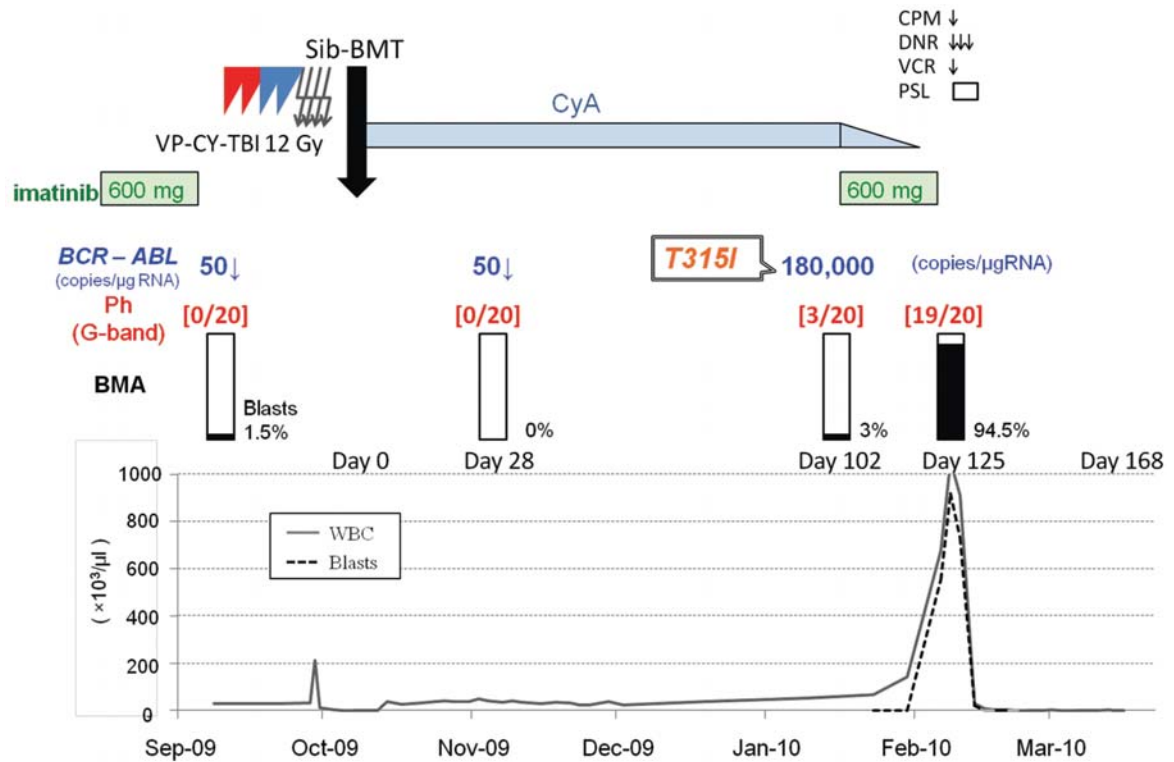 CPM ↓
DNR ↓↓↓
VCR ↓
PSL
Sib-BMT
CyA
VP-CY-TBI 12 Gy
imatinib 600 mg 600 mg
BCR – ABL 50↓ 50↓ T315I 180,000 (copies/μgRNA)
(copies/μg RNA)
Ph [0/20] [0/20] [3/20] [19/20]
(G-band)
BMA
Blasts
1.5% 0% 3% 94.5%
Day 0 Day 28 Day 102 Day 125 Day 168
( ×10³/μl )
1000
800
600
400
200
0
WBC
Blasts
Sep-09 Oct-09 Nov-09 Dec-09 Jan-10 Feb-10 Mar-10